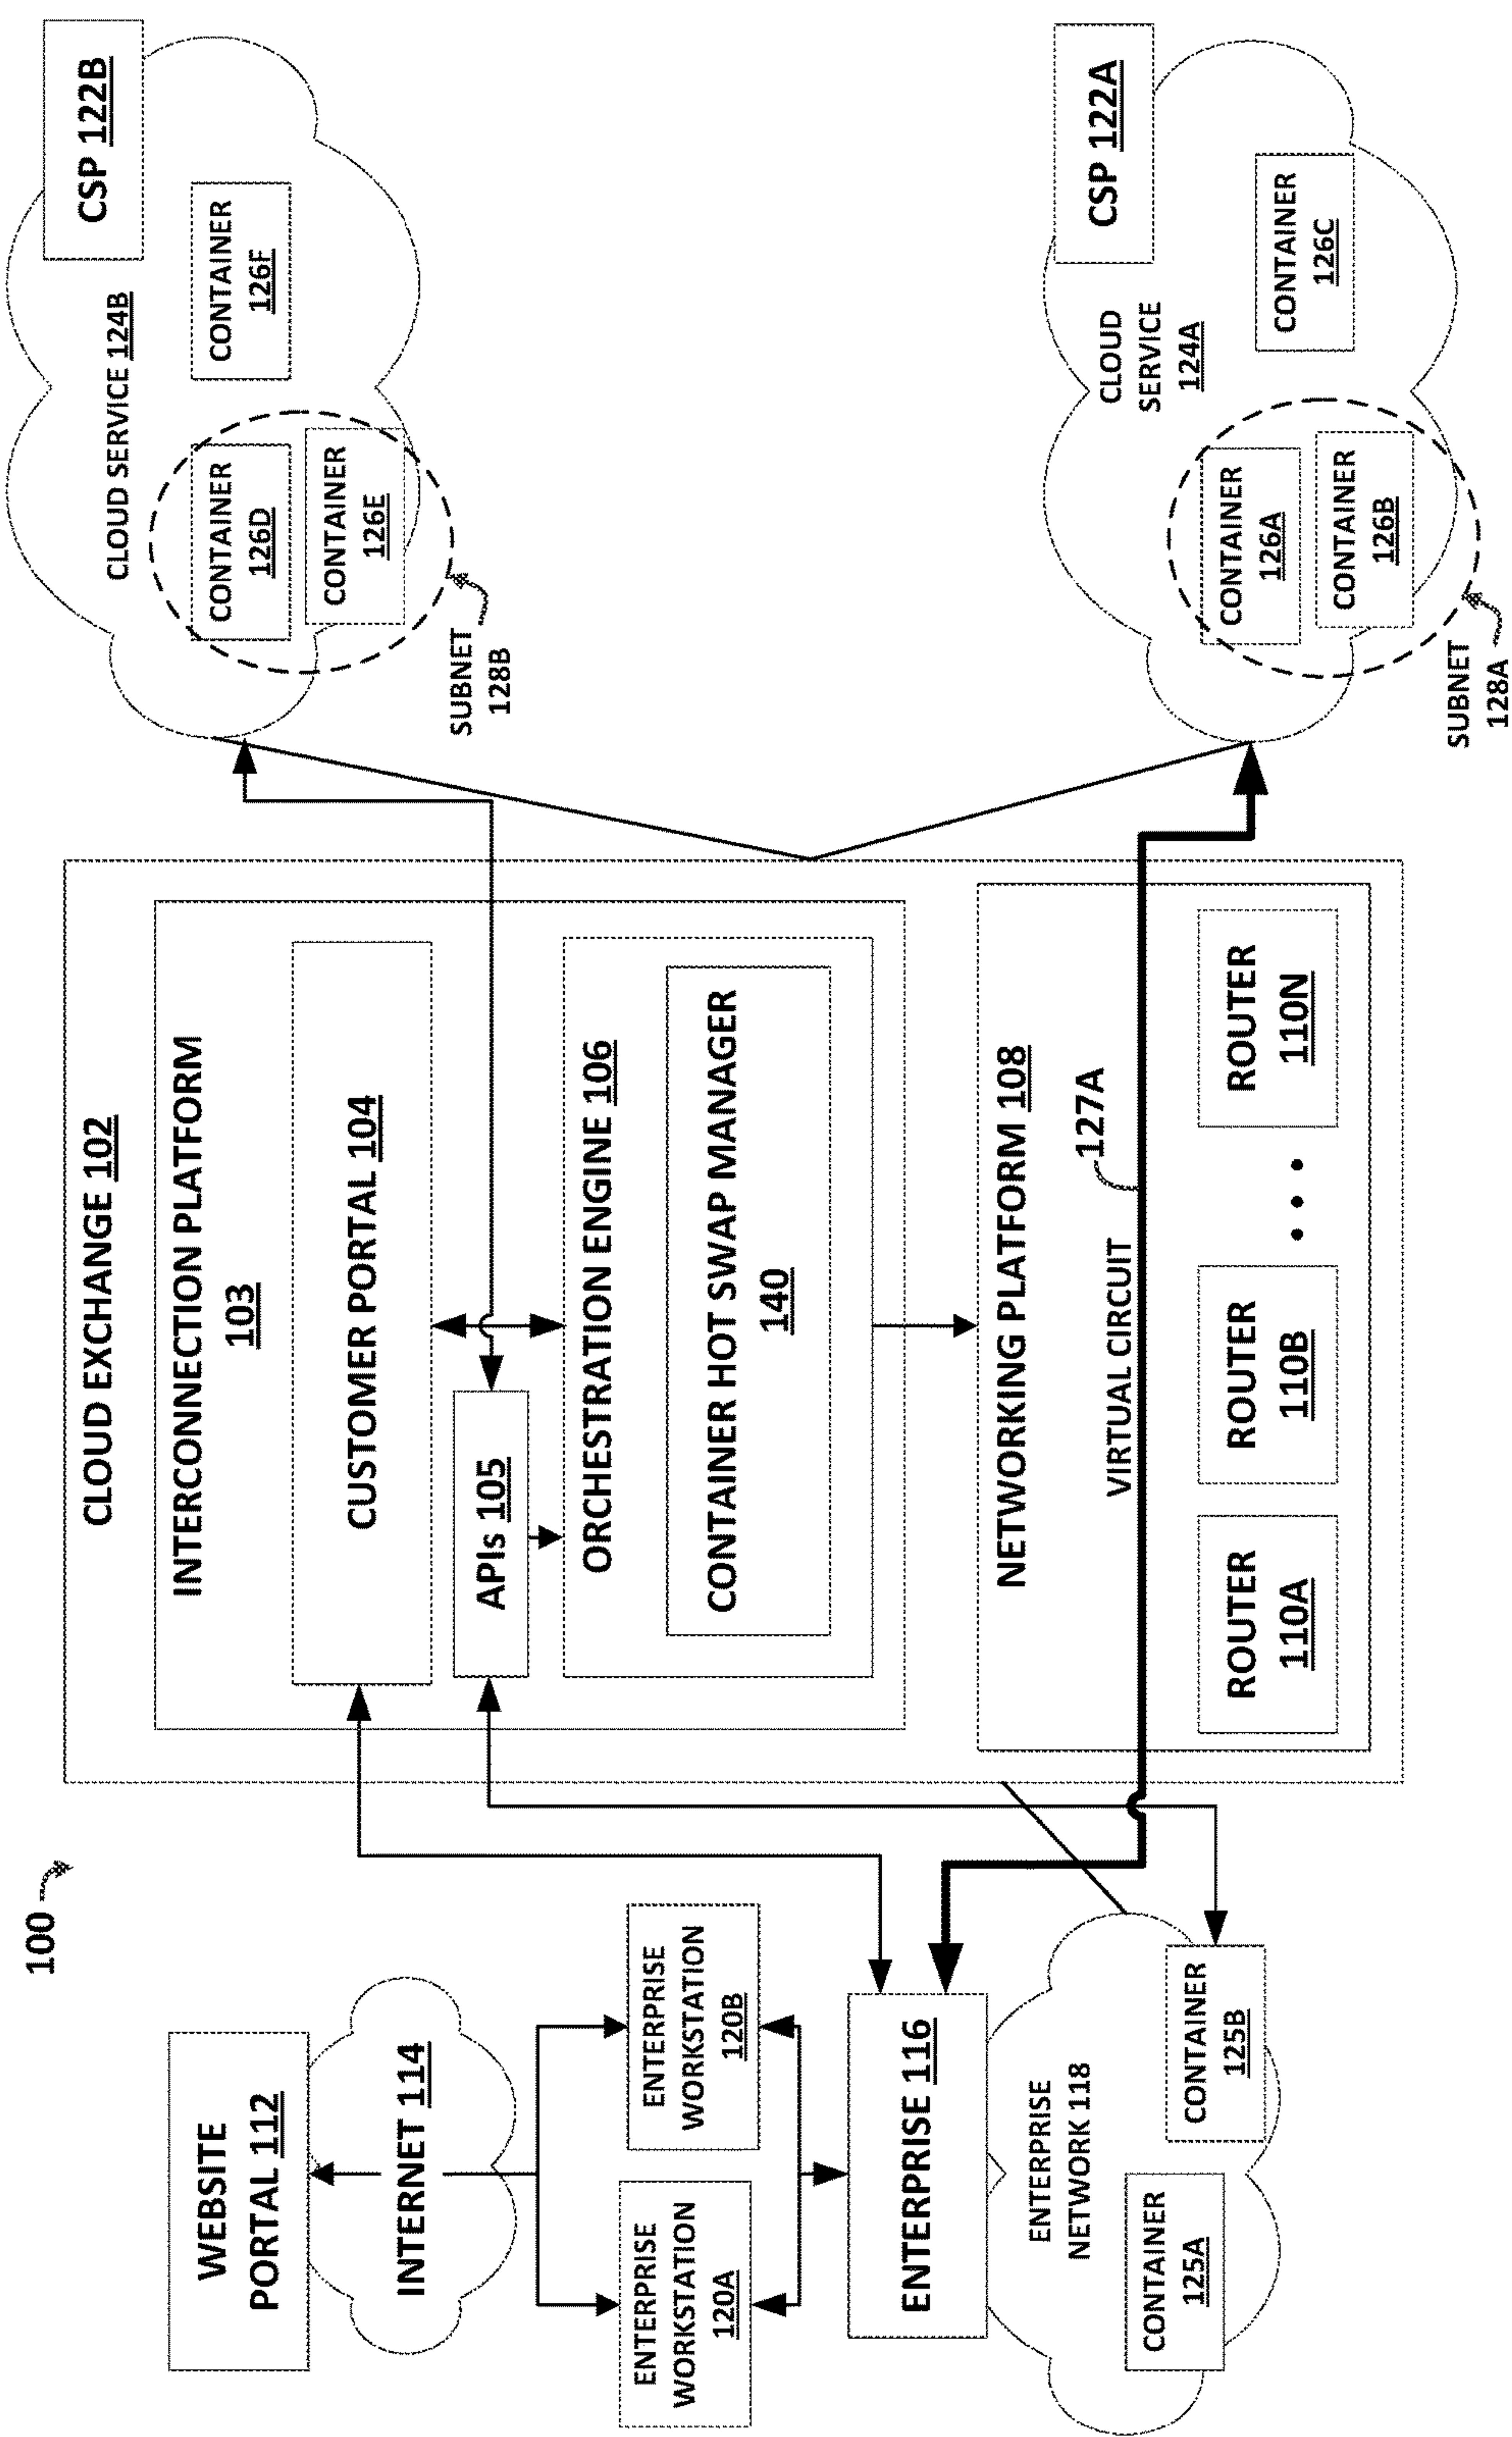 100
WEBSITE
PORTAL 112
INTERNET 114
ENTERPRISE
WORKSTATION
120A
ENTERPRISE
WORKSTATION
120B
ENTERPRISE 116
ENTERPRISE
NETWORK 118
CONTAINER
125A
CONTAINER
125B
CLOUD EXCHANGE 102
INTERCONNECTION PLATFORM
103
CUSTOMER PORTAL 104
APIs 105
ORCHESTRATION ENGINE 106
CONTAINER HOT SWAP MANAGER
140
NETWORKING PLATFORM 108
VIRTUAL CIRCUIT
127A
ROUTER
110A
ROUTER
110B
• • •
ROUTER
110N
CSP 122B
CLOUD SERVICE 124B
CONTAINER
126D
CONTAINER
126E
CONTAINER
126F
SUBNET
128B
CSP 122A
CLOUD
SERVICE
124A
CONTAINER
126A
CONTAINER
126B
CONTAINER
126C
SUBNET
128A